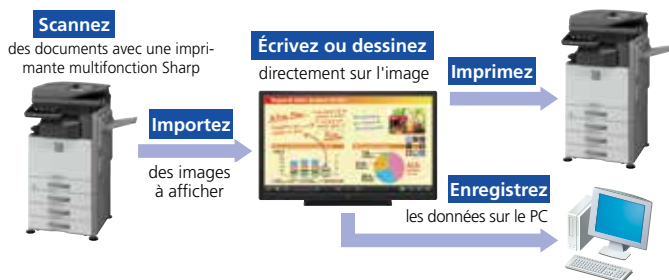 Scannez
des documents avec une impri-
mante multifonction Sharp
Importez
des images
à afficher
Écrivez ou dessinez
directement sur l'image
Imprimez
Enregistrez
les données sur le PC